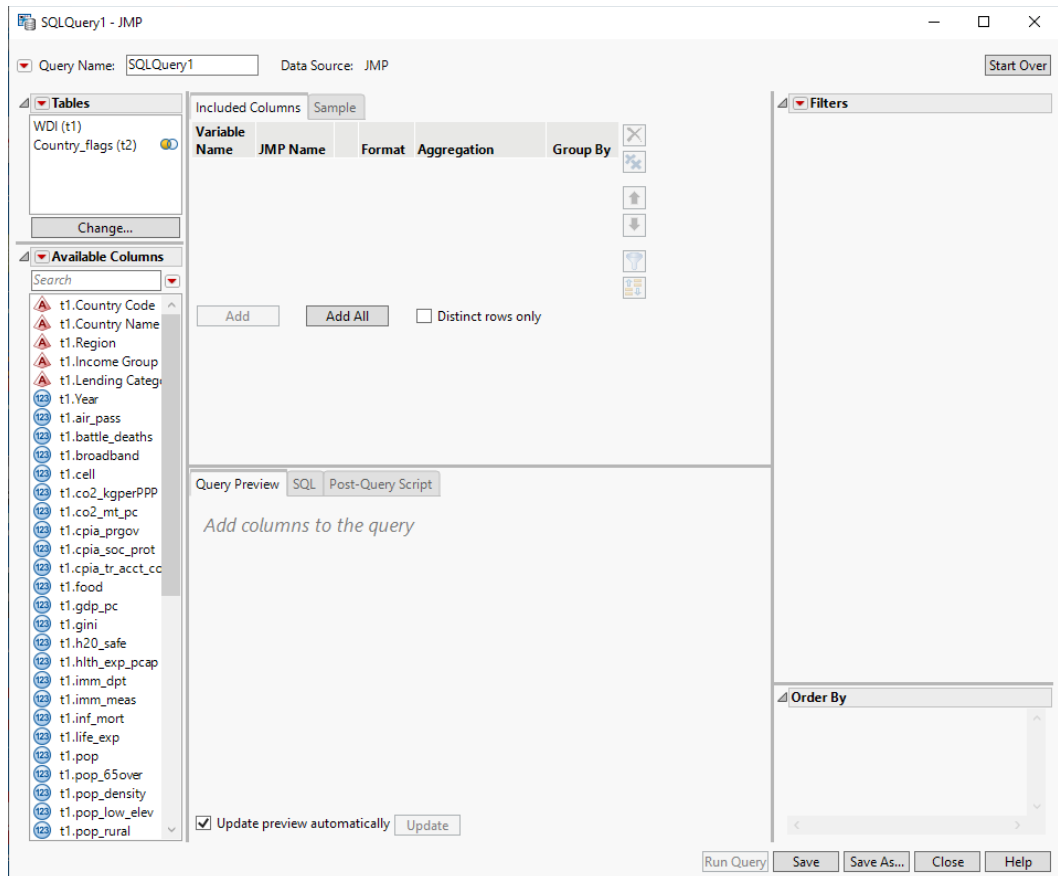 SQLQuery1 - JMP
Query Name: SQLQuery1 Data Source: JMP Start Over
Tables
WDI (t1)
Country_flags (t2)
Change...
Available Columns
Search
t1.Country Code
t1.Country Name
t1.Region
t1.Income Group
t1.Lending Catego
t1.Year
t1.air_pass
t1.battle_deaths
t1.broadband
t1.cell
t1.co2_kgperPPP
t1.co2_mt_pc
t1.cpia_prgov
t1.cpia_soc_prot
t1.cpia_tr_acct_cc
t1.food
t1.gdp_pc
t1.gini
t1.h20_safe
t1.hlth_exp_pcap
t1.imm_dpt
t1.imm_meas
t1.inf_mort
t1.life_exp
t1.pop
t1.pop_65over
t1.pop_density
t1.pop_low_elev
t1.pop_rural
Included Columns Sample
Variable Name JMP Name Format Aggregation Group By
Add Add All Distinct rows only
Query Preview SQL Post-Query Script
Add columns to the query
Update preview automatically Update
Filters
Order By
Run Query Save Save As... Close Help